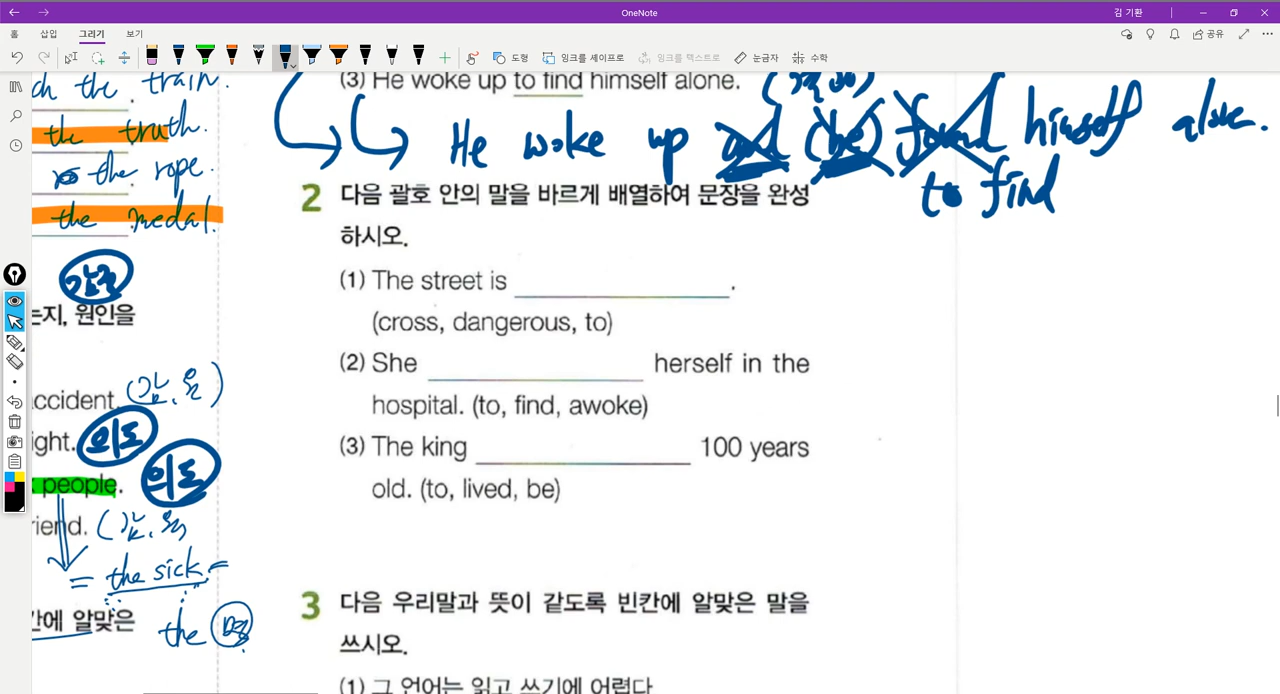 OneNote
김 기환
홈 삽입 그리기 보기
도형 잉크를 셰이프로 잉크를 텍스트로 눈금자 수학 공유
ch the train.
the truth.
the rope.
the medal.
는지, 원인을
accident.
ight. 의도
people. 의도
riend.
= the sick =
the
칸에 알맞은
(3) He woke up to find himself alone.
He woke up and (he) found himself alone.
to find
2 다음 괄호 안의 말을 바르게 배열하여 문장을 완성
하시오.
(1) The street is .
(cross, dangerous, to)
(2) She herself in the
hospital. (to, find, awoke)
(3) The king 100 years
old. (to, lived, be)
3 다음 우리말과 뜻이 같도록 빈칸에 알맞은 말을
쓰시오.
(1) 그 언어는 읽고 쓰기에 어렵다